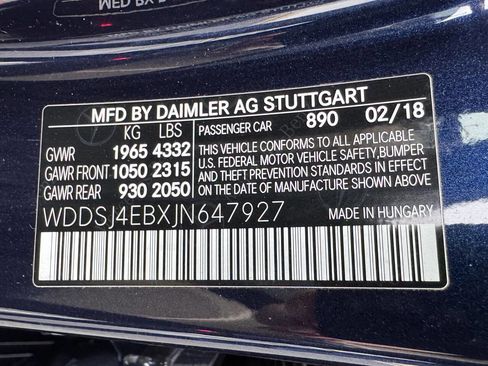 MFD BY DAIMLER AG STUTTGART
KG LBS PASSENGER CAR 890 02/18
GVWR 1965 4332
GAWR FRONT 1050 2315
GAWR REAR 930 2050
THIS VEHICLE CONFORMS TO ALL APPLICABLE
U.S. FEDERAL MOTOR VEHICLE SAFETY, BUMPER
AND THEFT PREVENTION STANDARDS IN EFFECT
ON THE DATE OF MANUFACTURE SHOWN ABOVE.
WDDSJ4EBXJN647927 MADE IN HUNGARY